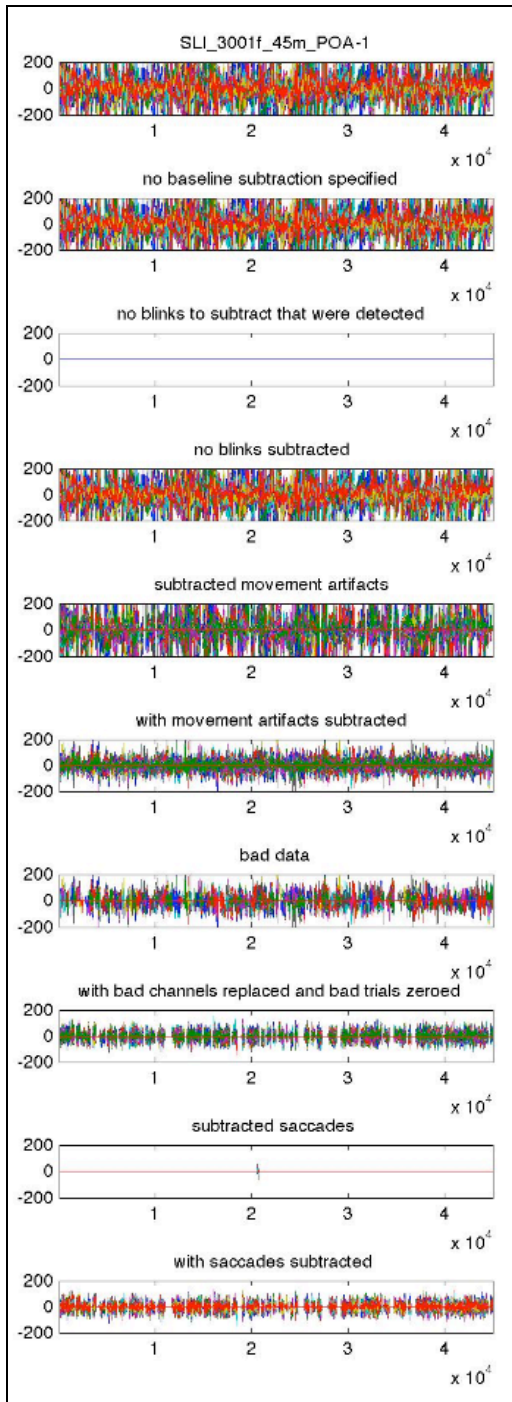 SLI_3001f_45m_POA-1
200
0
-200
1 2 3 4
x 10^4
no baseline subtraction specified
200
0
-200
1 2 3 4
x 10^4
no blinks to subtract that were detected
200
0
-200
1 2 3 4
x 10^4
no blinks subtracted
200
0
-200
1 2 3 4
x 10^4
subtracted movement artifacts
200
0
-200
1 2 3 4
x 10^4
with movement artifacts subtracted
200
0
-200
1 2 3 4
x 10^4
bad data
200
0
-200
1 2 3 4
x 10^4
with bad channels replaced and bad trials zeroed
200
0
-200
1 2 3 4
x 10^4
subtracted saccades
200
0
-200
1 2 3 4
x 10^4
with saccades subtracted
200
0
-200
1 2 3 4
x 10^4